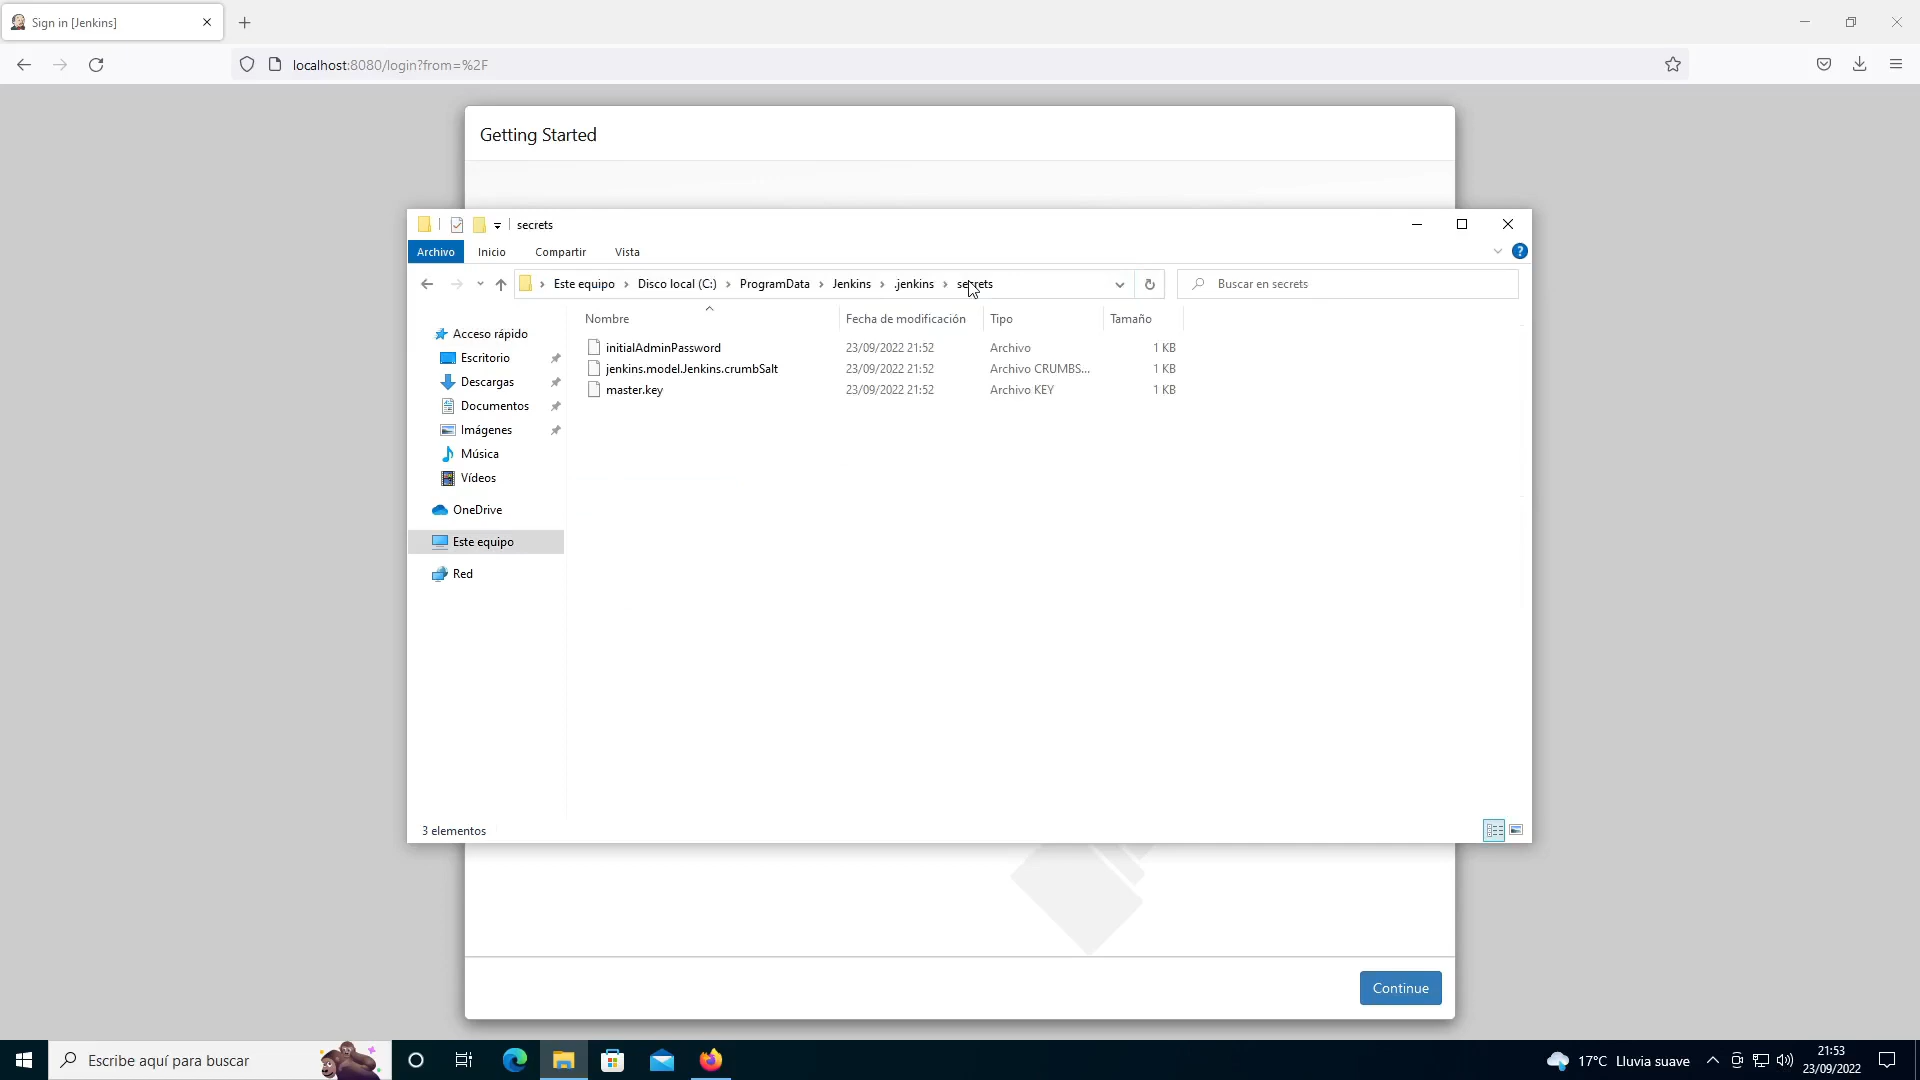 Sign in [Jenkins]
localhost:8080/login?from=%2F
Getting Started
secrets
Archivo Inicio Compartir Vista
Este equipo Disco local (C:) ProgramData Jenkins .jenkins secrets
Buscar en secrets
Nombre Fecha de modificación Tipo Tamaño
Acceso rápido
Escritorio
Descargas
Documentos
Imágenes
Música
Vídeos
OneDrive
Este equipo
Red
initialAdminPassword 23/09/2022 21:52 Archivo 1 KB
jenkins.model.Jenkins.crumbSalt 23/09/2022 21:52 Archivo CRUMBS... 1 KB
master.key 23/09/2022 21:52 Archivo KEY 1 KB
3 elementos
Continue
Escribe aquí para buscar
17°C Lluvia suave
21:53
23/09/2022